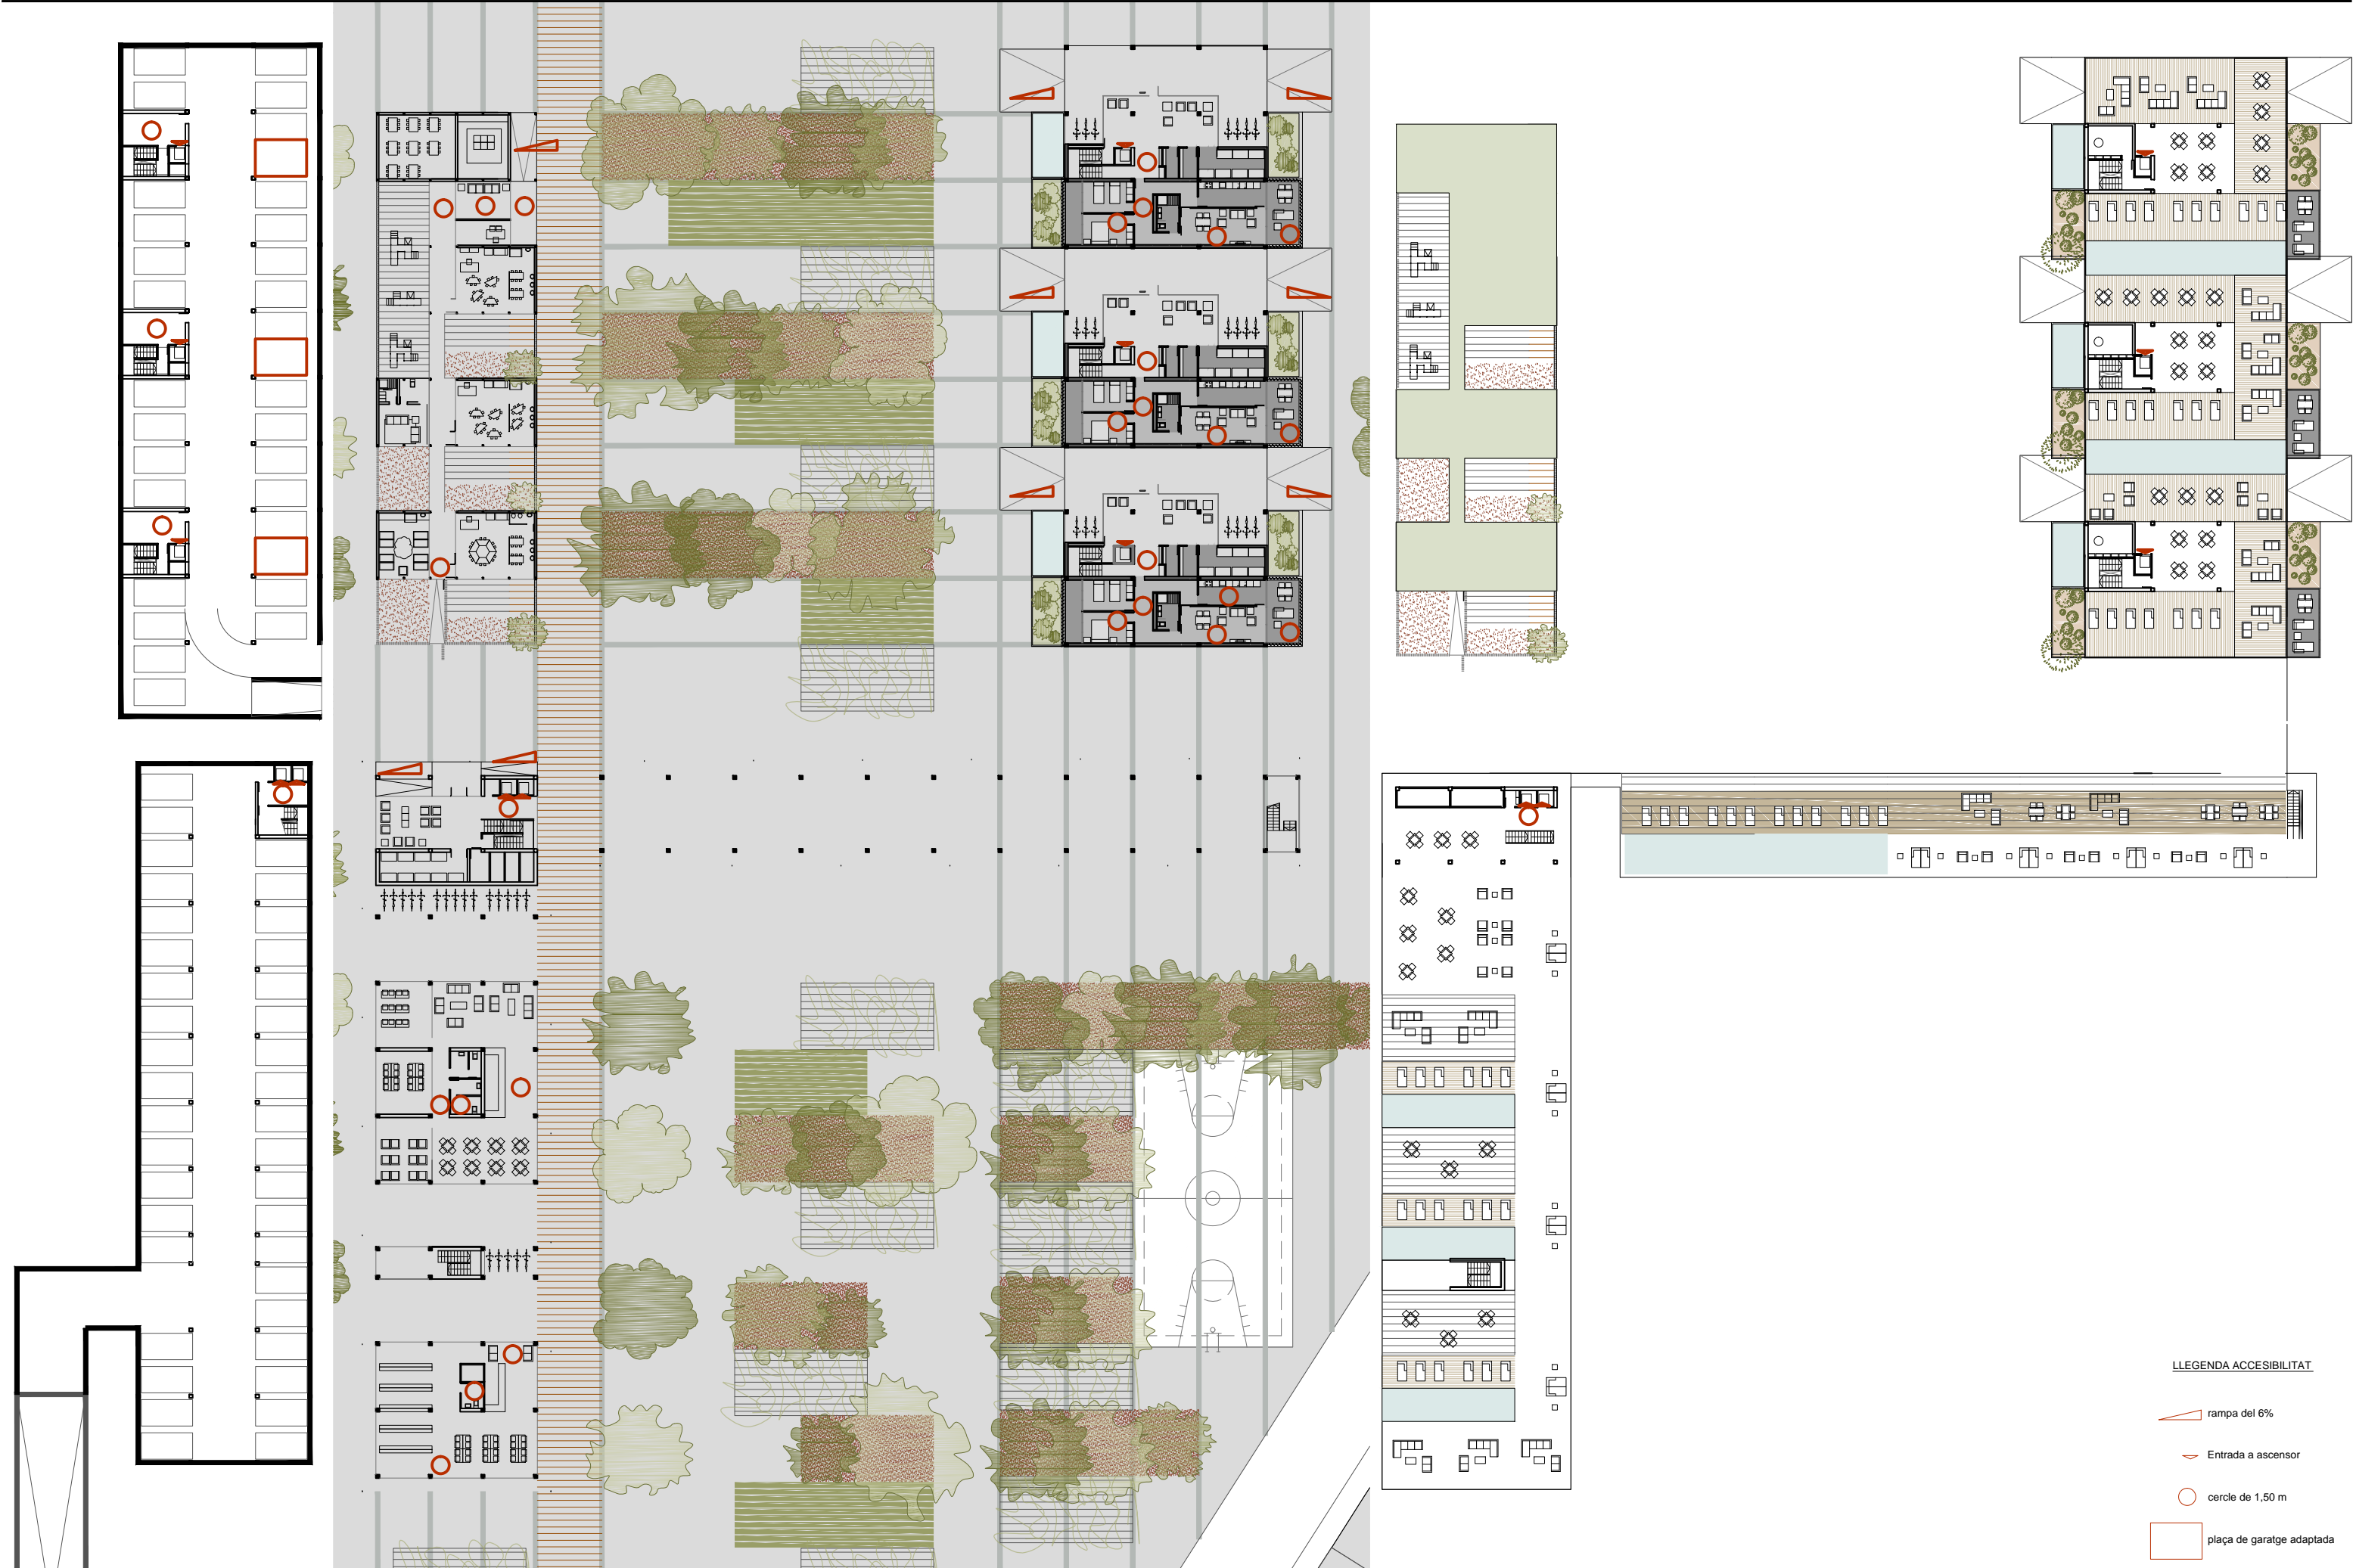 LLEGENDA ACCESIBILITAT
rampa del 6%
Entrada a ascensor
cercle de 1,50 m
plaça de garatge adaptada